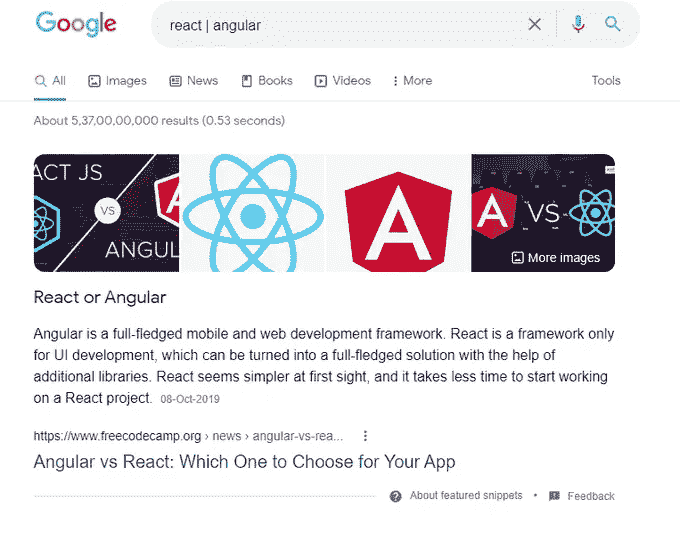 Google
react | angular
All Images News Books Videos More Tools
About 5,37,00,00,000 results (0.53 seconds)
ACT JS
VS
ANGUL
A
A VS
More images
React or Angular
Angular is a full-fledged mobile and web development framework. React is a framework only
for UI development, which can be turned into a full-fledged solution with the help of
additional libraries. React seems simpler at first sight, and it takes less time to start working
on a React project. 08-Oct-2019
https://www.freecodecamp.org › news › angular-vs-rea...
Angular vs React: Which One to Choose for Your App
About featured snippets • Feedback